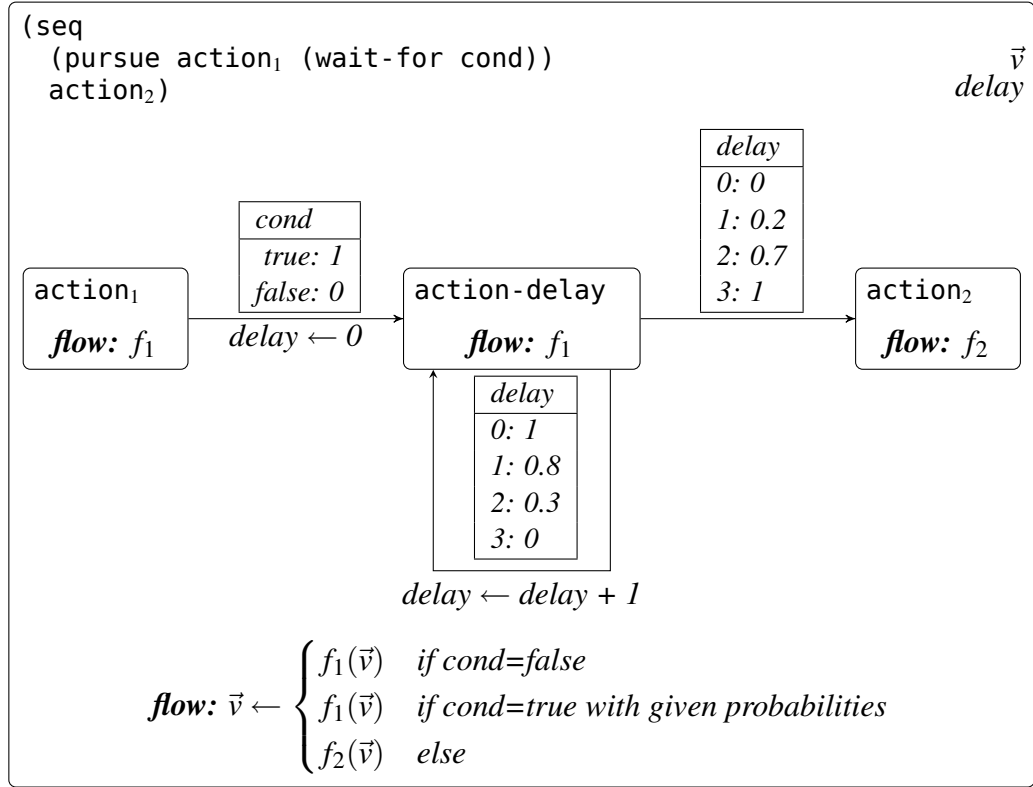 (seq
(pursue action₁ (wait-for cond))
action₂)
v⃗
delay
delay
0: 0
1: 0.2
2: 0.7
3: 1
cond
true: 1
false: 0
delay ← 0
action₁
flow: f₁
action-delay
flow: f₁
action₂
flow: f₂
delay
0: 1
1: 0.8
2: 0.3
3: 0
delay ← delay + 1
flow: v⃗ ← { f₁(v⃗) if cond=false
f₁(v⃗) if cond=true with given probabilities
f₂(v⃗) else